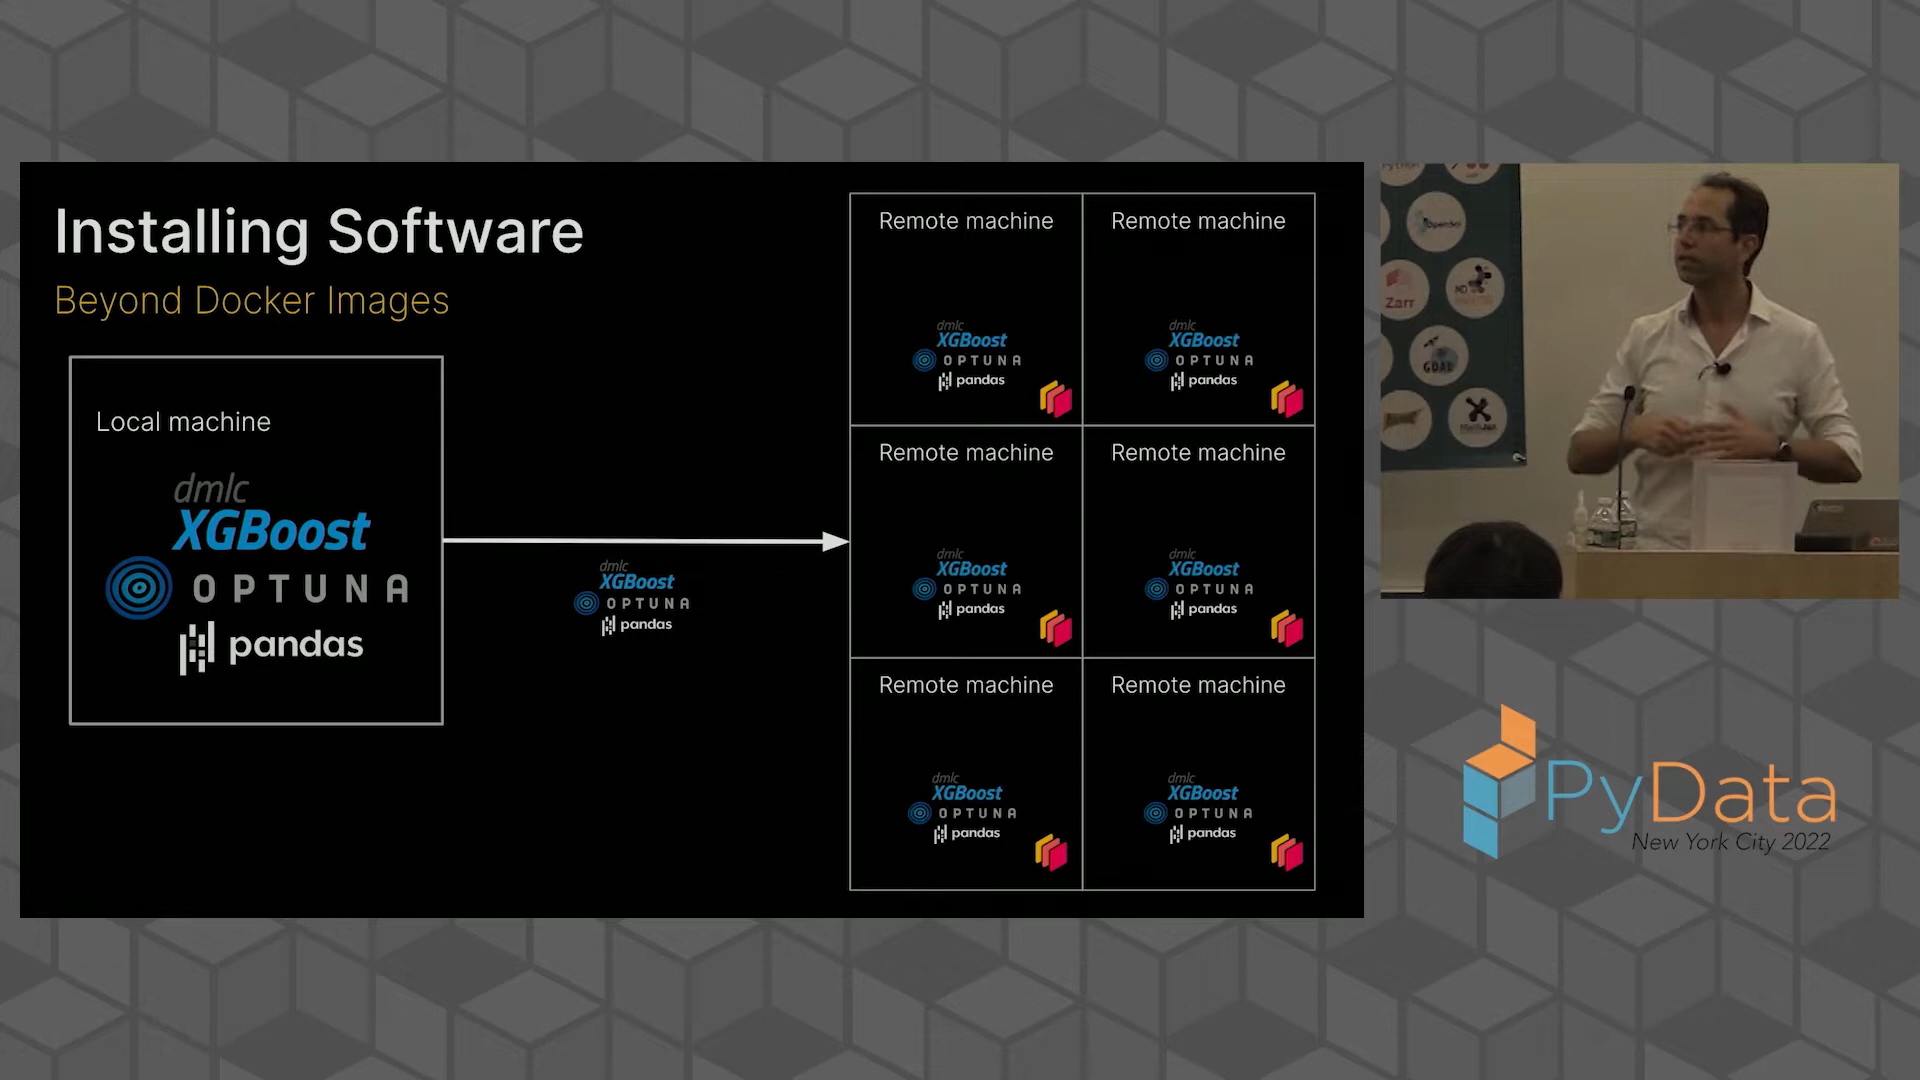 Installing Software
Beyond Docker Images
Local machine
dmlc
XGBoost
OPTUNA
pandas
dmlc
XGBoost
OPTUNA
pandas
Remote machine
dmlc
XGBoost
OPTUNA
pandas
Remote machine
dmlc
XGBoost
OPTUNA
pandas
Remote machine
dmlc
XGBoost
OPTUNA
pandas
Remote machine
dmlc
XGBoost
OPTUNA
pandas
Remote machine
dmlc
XGBoost
OPTUNA
pandas
Remote machine
dmlc
XGBoost
OPTUNA
pandas
Zarr
GDAL
PyData
New York City 2022